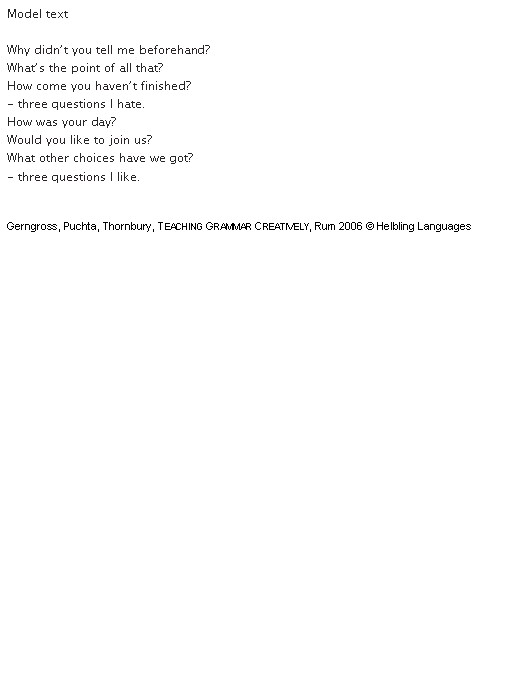 Model text
Why didn't you tell me beforehand?
What's the point of all that?
How come you haven't finished?
– three questions I hate.
How was your day?
Would you like to join us?
What other choices have we got?
– three questions I like.
Gerngross, Puchta, Thornbury, TEACHING GRAMMAR CREATIVELY, Rum 2006 © Helbling Languages